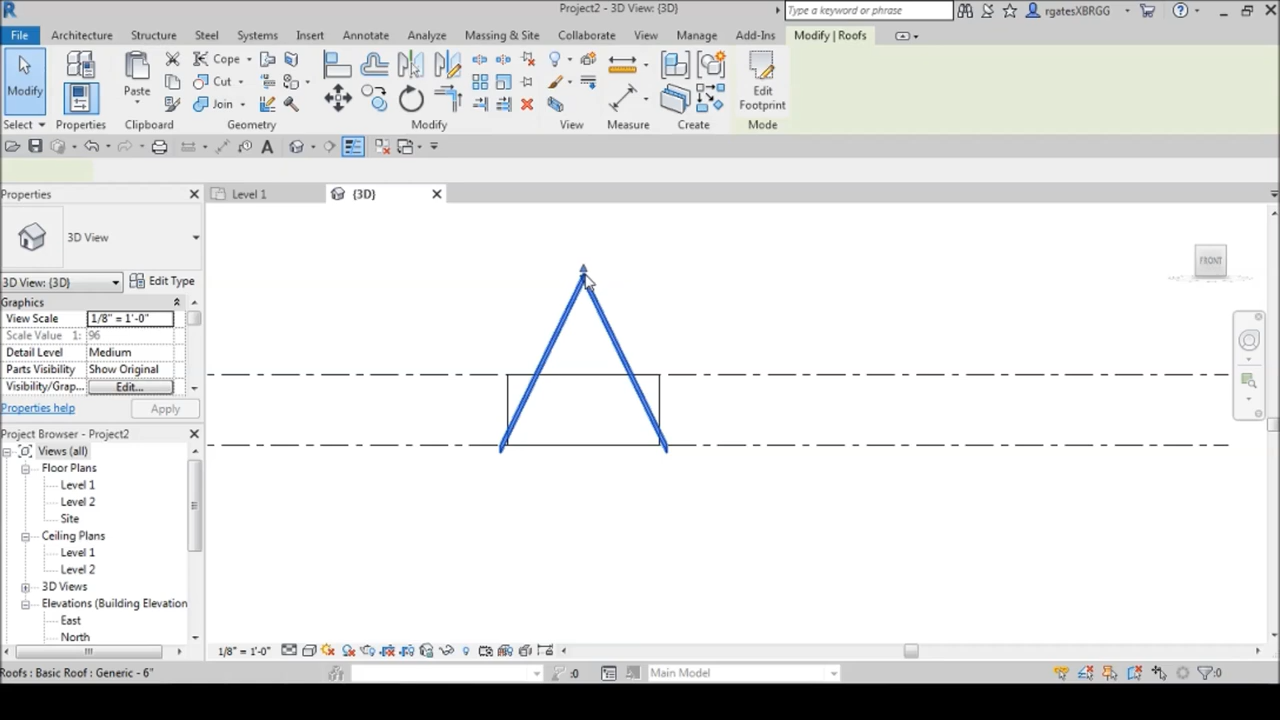 Project2 - 3D View: {3D}
Type a keyword or phrase
rgatesXBRGG
File Architecture Structure Steel Systems Insert Annotate Analyze Massing & Site Collaborate View Manage Add-Ins Modify | Roofs
Modify
Select
Properties
Paste
Clipboard
Cope
Cut
Join
Geometry
Modify
View
Measure
Create
Edit
Footprint
Mode
Properties
Level 1
{3D}
3D View
3D View: {3D}
Edit Type
Graphics
View Scale 1/8" = 1'-0"
Scale Value 1: 96
Detail Level Medium
Parts Visibility Show Original
Visibility/Grap... Edit...
Properties help
Apply
Project Browser - Project2
Views (all)
Floor Plans
Level 1
Level 2
Site
Ceiling Plans
Level 1
Level 2
3D Views
Elevations (Building Elevation
East
North
FRONT
1/8" = 1'-0"
Roofs : Basic Roof : Generic - 6"
:0
Main Model
:0